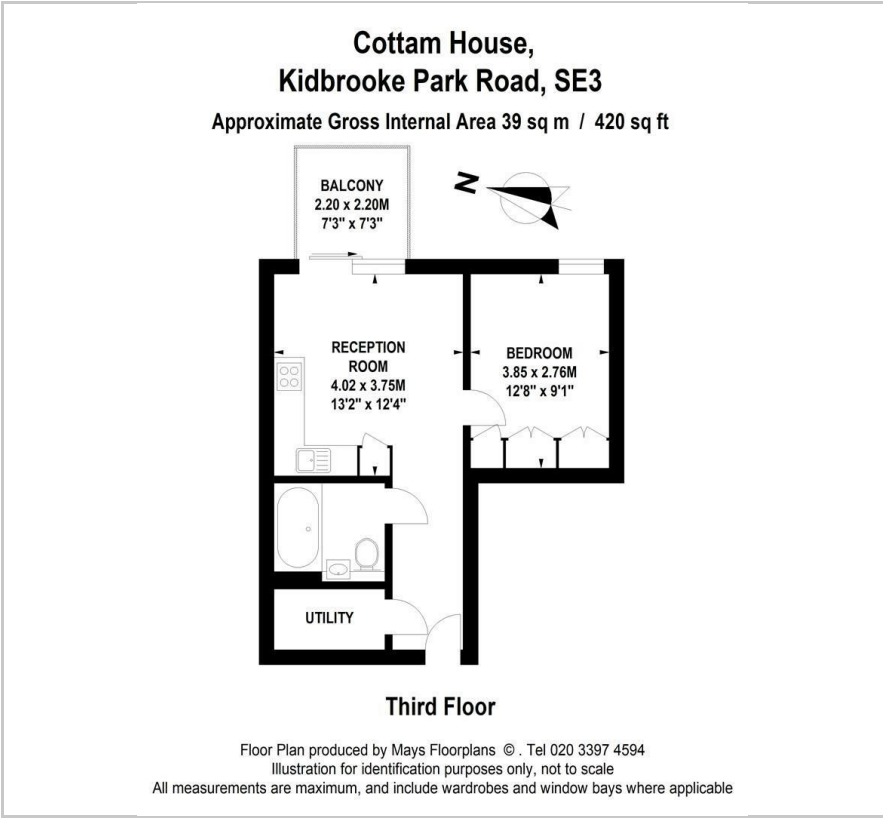 Cottam House,
Kidbrooke Park Road, SE3
Approximate Gross Internal Area 39 sq m / 420 sq ft
BALCONY
2.20 x 2.20M
7'3" x 7'3"
N
RECEPTION
ROOM
4.02 x 3.75M
13'2" x 12'4"
BEDROOM
3.85 x 2.76M
12'8" x 9'1"
UTILITY
Third Floor
Floor Plan produced by Mays Floorplans © . Tel 020 3397 4594
Illustration for identification purposes only, not to scale
All measurements are maximum, and include wardrobes and window bays where applicable